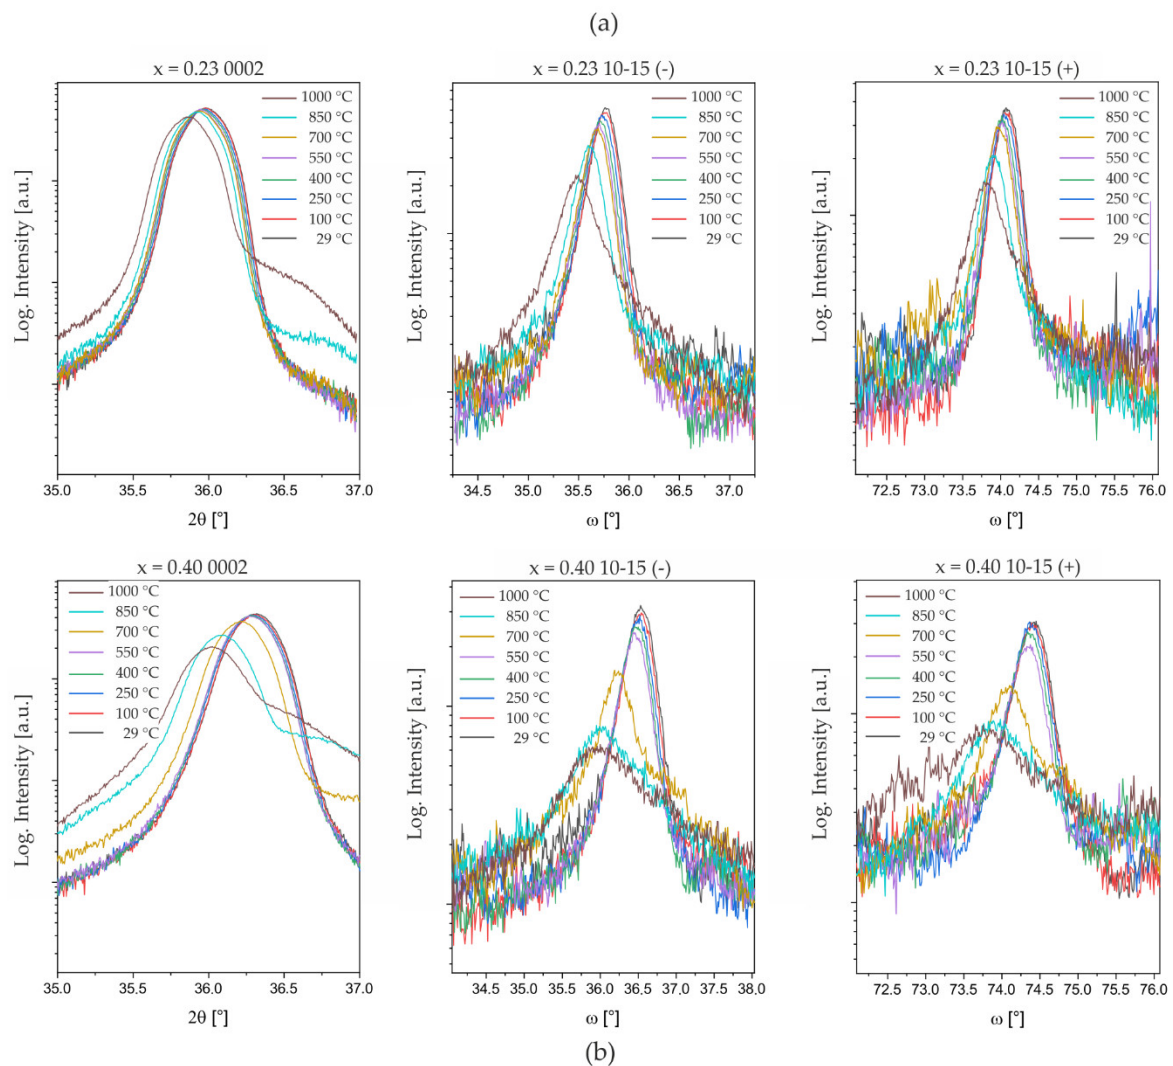 (a)
x = 0.23 0002
x = 0.23 10-15 (-)
x = 0.23 10-15 (+)
Log. Intensity [a.u.]
1000 °C
850 °C
700 °C
550 °C
400 °C
250 °C
100 °C
29 °C
35.0 35.5 36.0 36.5 37.0
2θ [°]
Log. Intensity [a.u.]
1000 °C
850 °C
700 °C
550 °C
400 °C
250 °C
100 °C
29 °C
34.5 35.0 35.5 36.0 36.5 37.0
ω [°]
Log. Intensity [a.u.]
1000 °C
850 °C
700 °C
550 °C
400 °C
250 °C
100 °C
29 °C
72.5 73.0 73.5 74.0 74.5 75.0 75.5 76.0
ω [°]
x = 0.40 0002
x = 0.40 10-15 (-)
x = 0.40 10-15 (+)
Log. Intensity [a.u.]
1000 °C
850 °C
700 °C
550 °C
400 °C
250 °C
100 °C
29 °C
35.0 35.5 36.0 36.5 37.0
2θ [°]
Log. Intensity [a.u.]
1000 °C
850 °C
700 °C
550 °C
400 °C
250 °C
100 °C
29 °C
34.5 35.0 35.5 36.0 36.5 37.0 37.5 38.0
ω [°]
Log. Intensity [a.u.]
1000 °C
850 °C
700 °C
550 °C
400 °C
250 °C
100 °C
29 °C
72.5 73.0 73.5 74.0 74.5 75.0 75.5 76.0
ω [°]
(b)